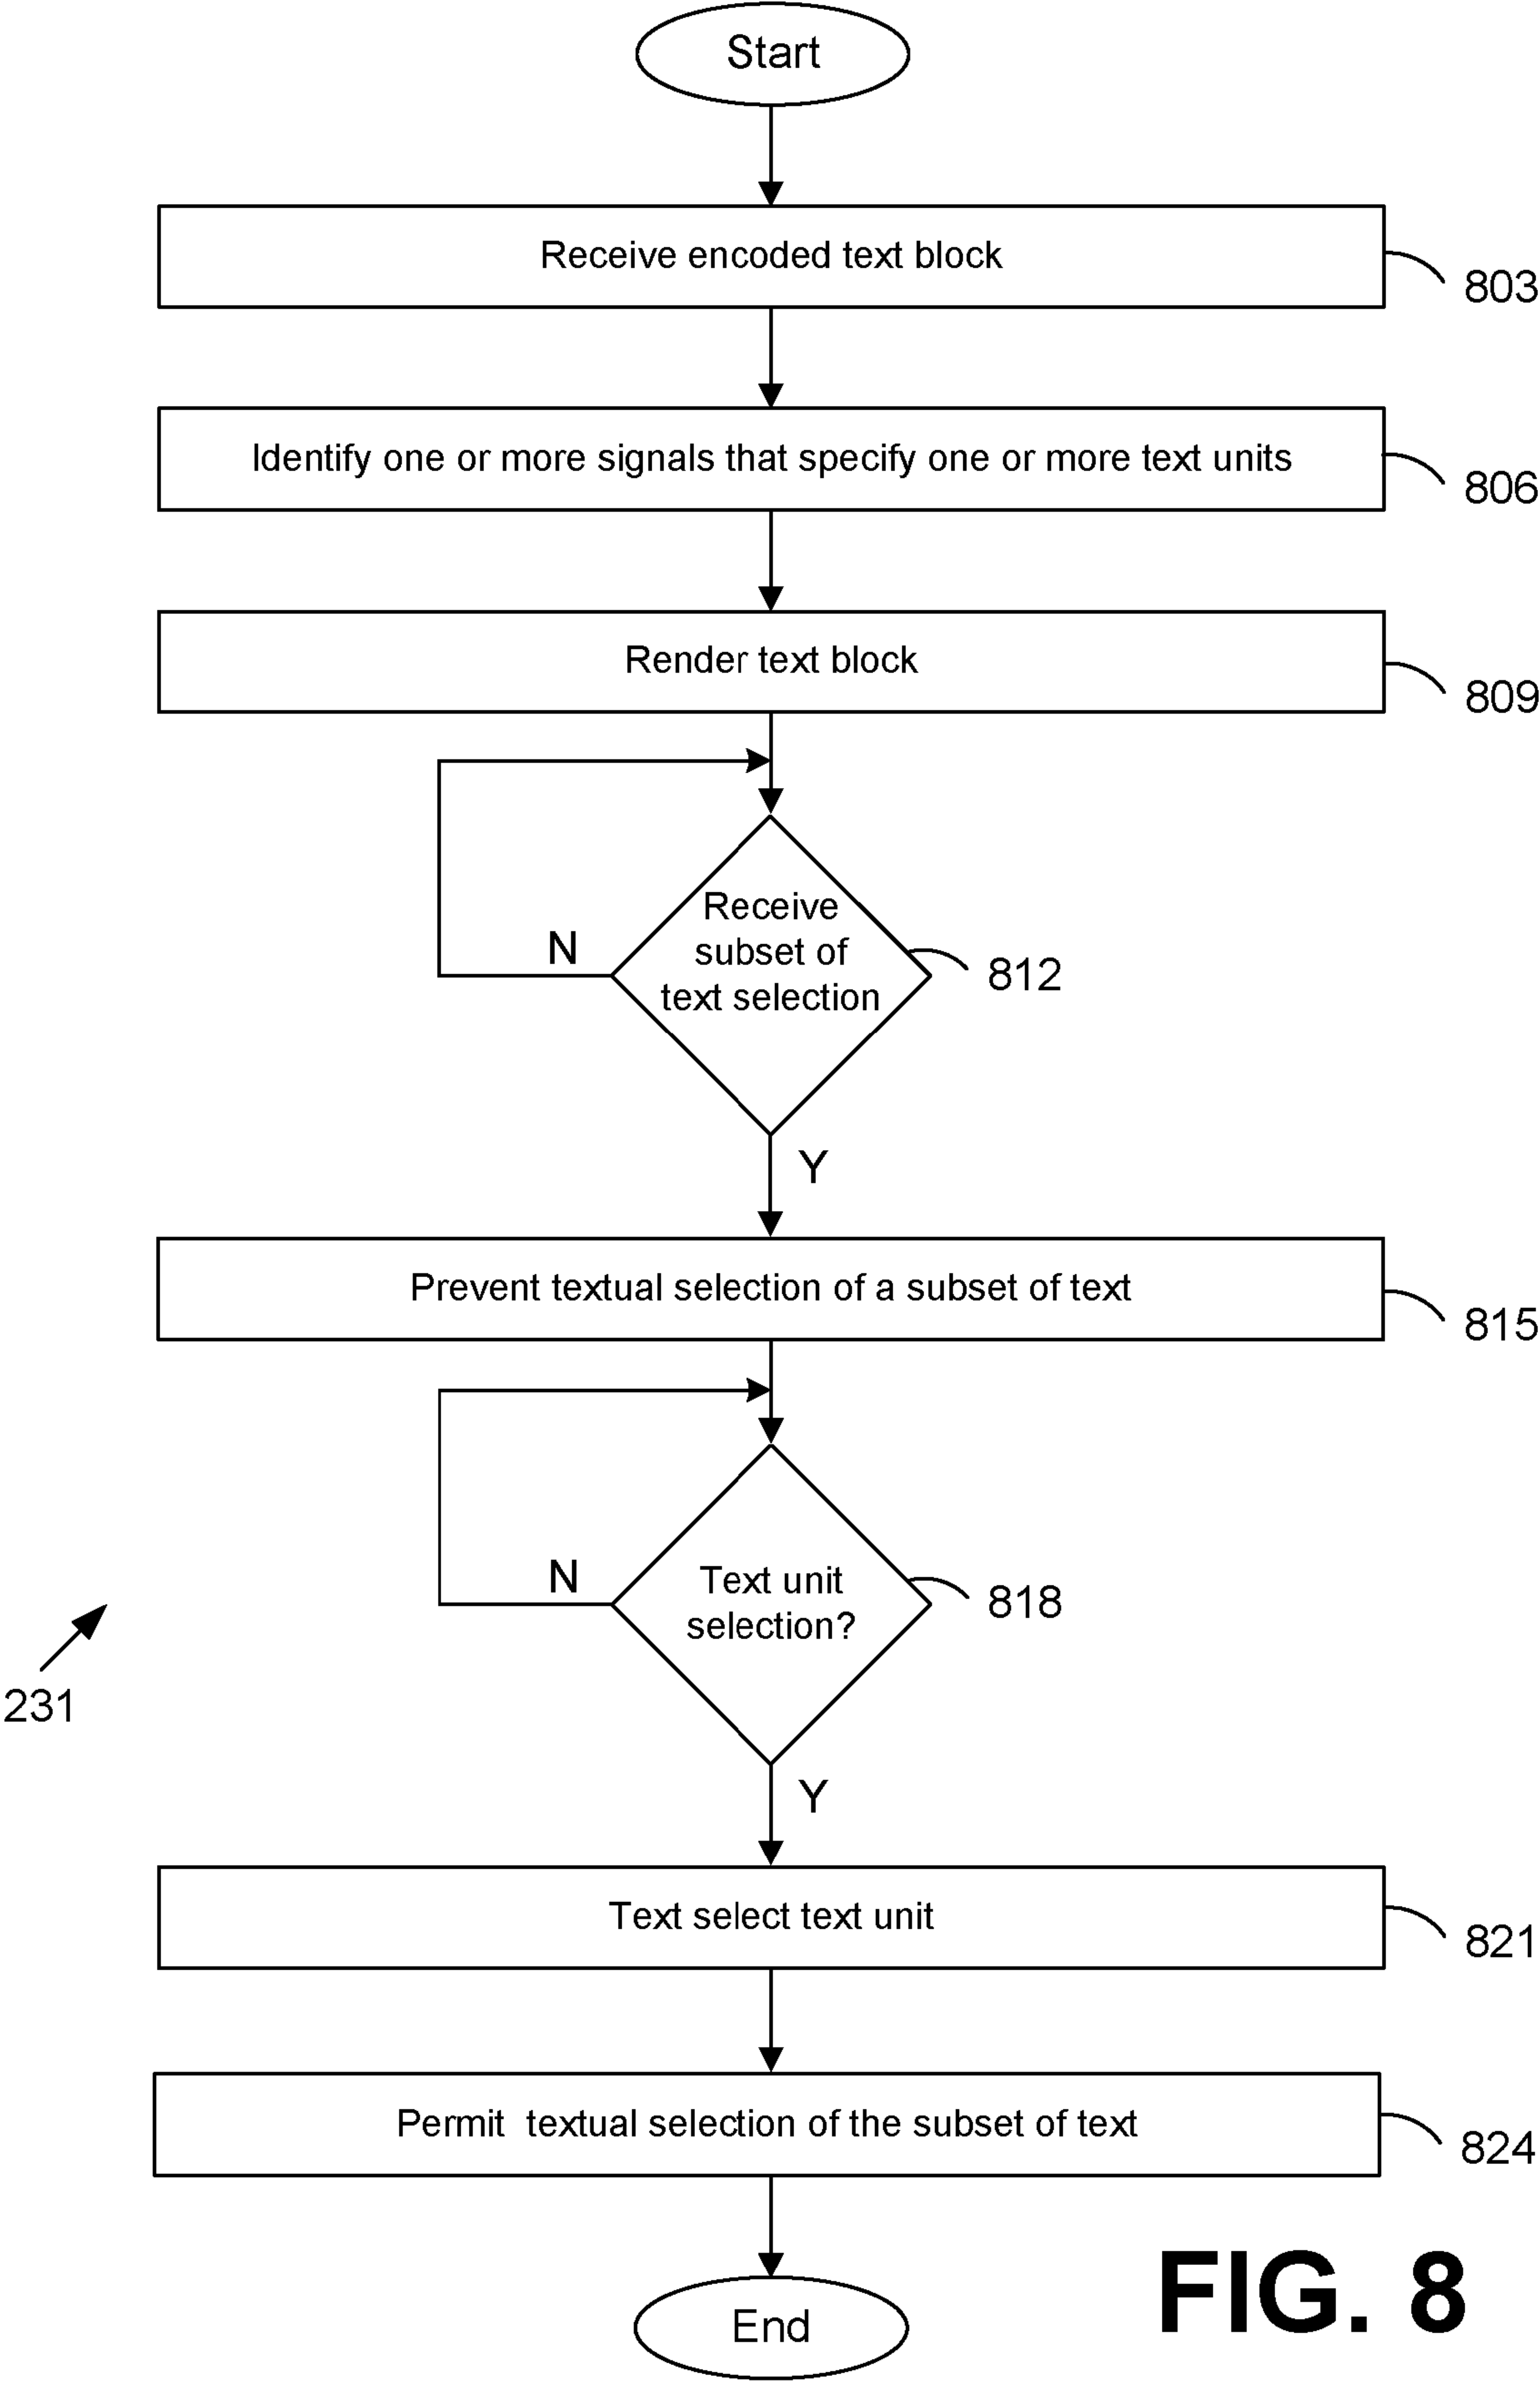 Start
Receive encoded text block
803
Identify one or more signals that specify one or more text units
806
Render text block
809
Receive
subset of
text selection
N
812
Y
Prevent textual selection of a subset of text
815
Text unit
selection?
N
818
231
Y
Text select text unit
821
Permit textual selection of the subset of text
824
End
FIG. 8